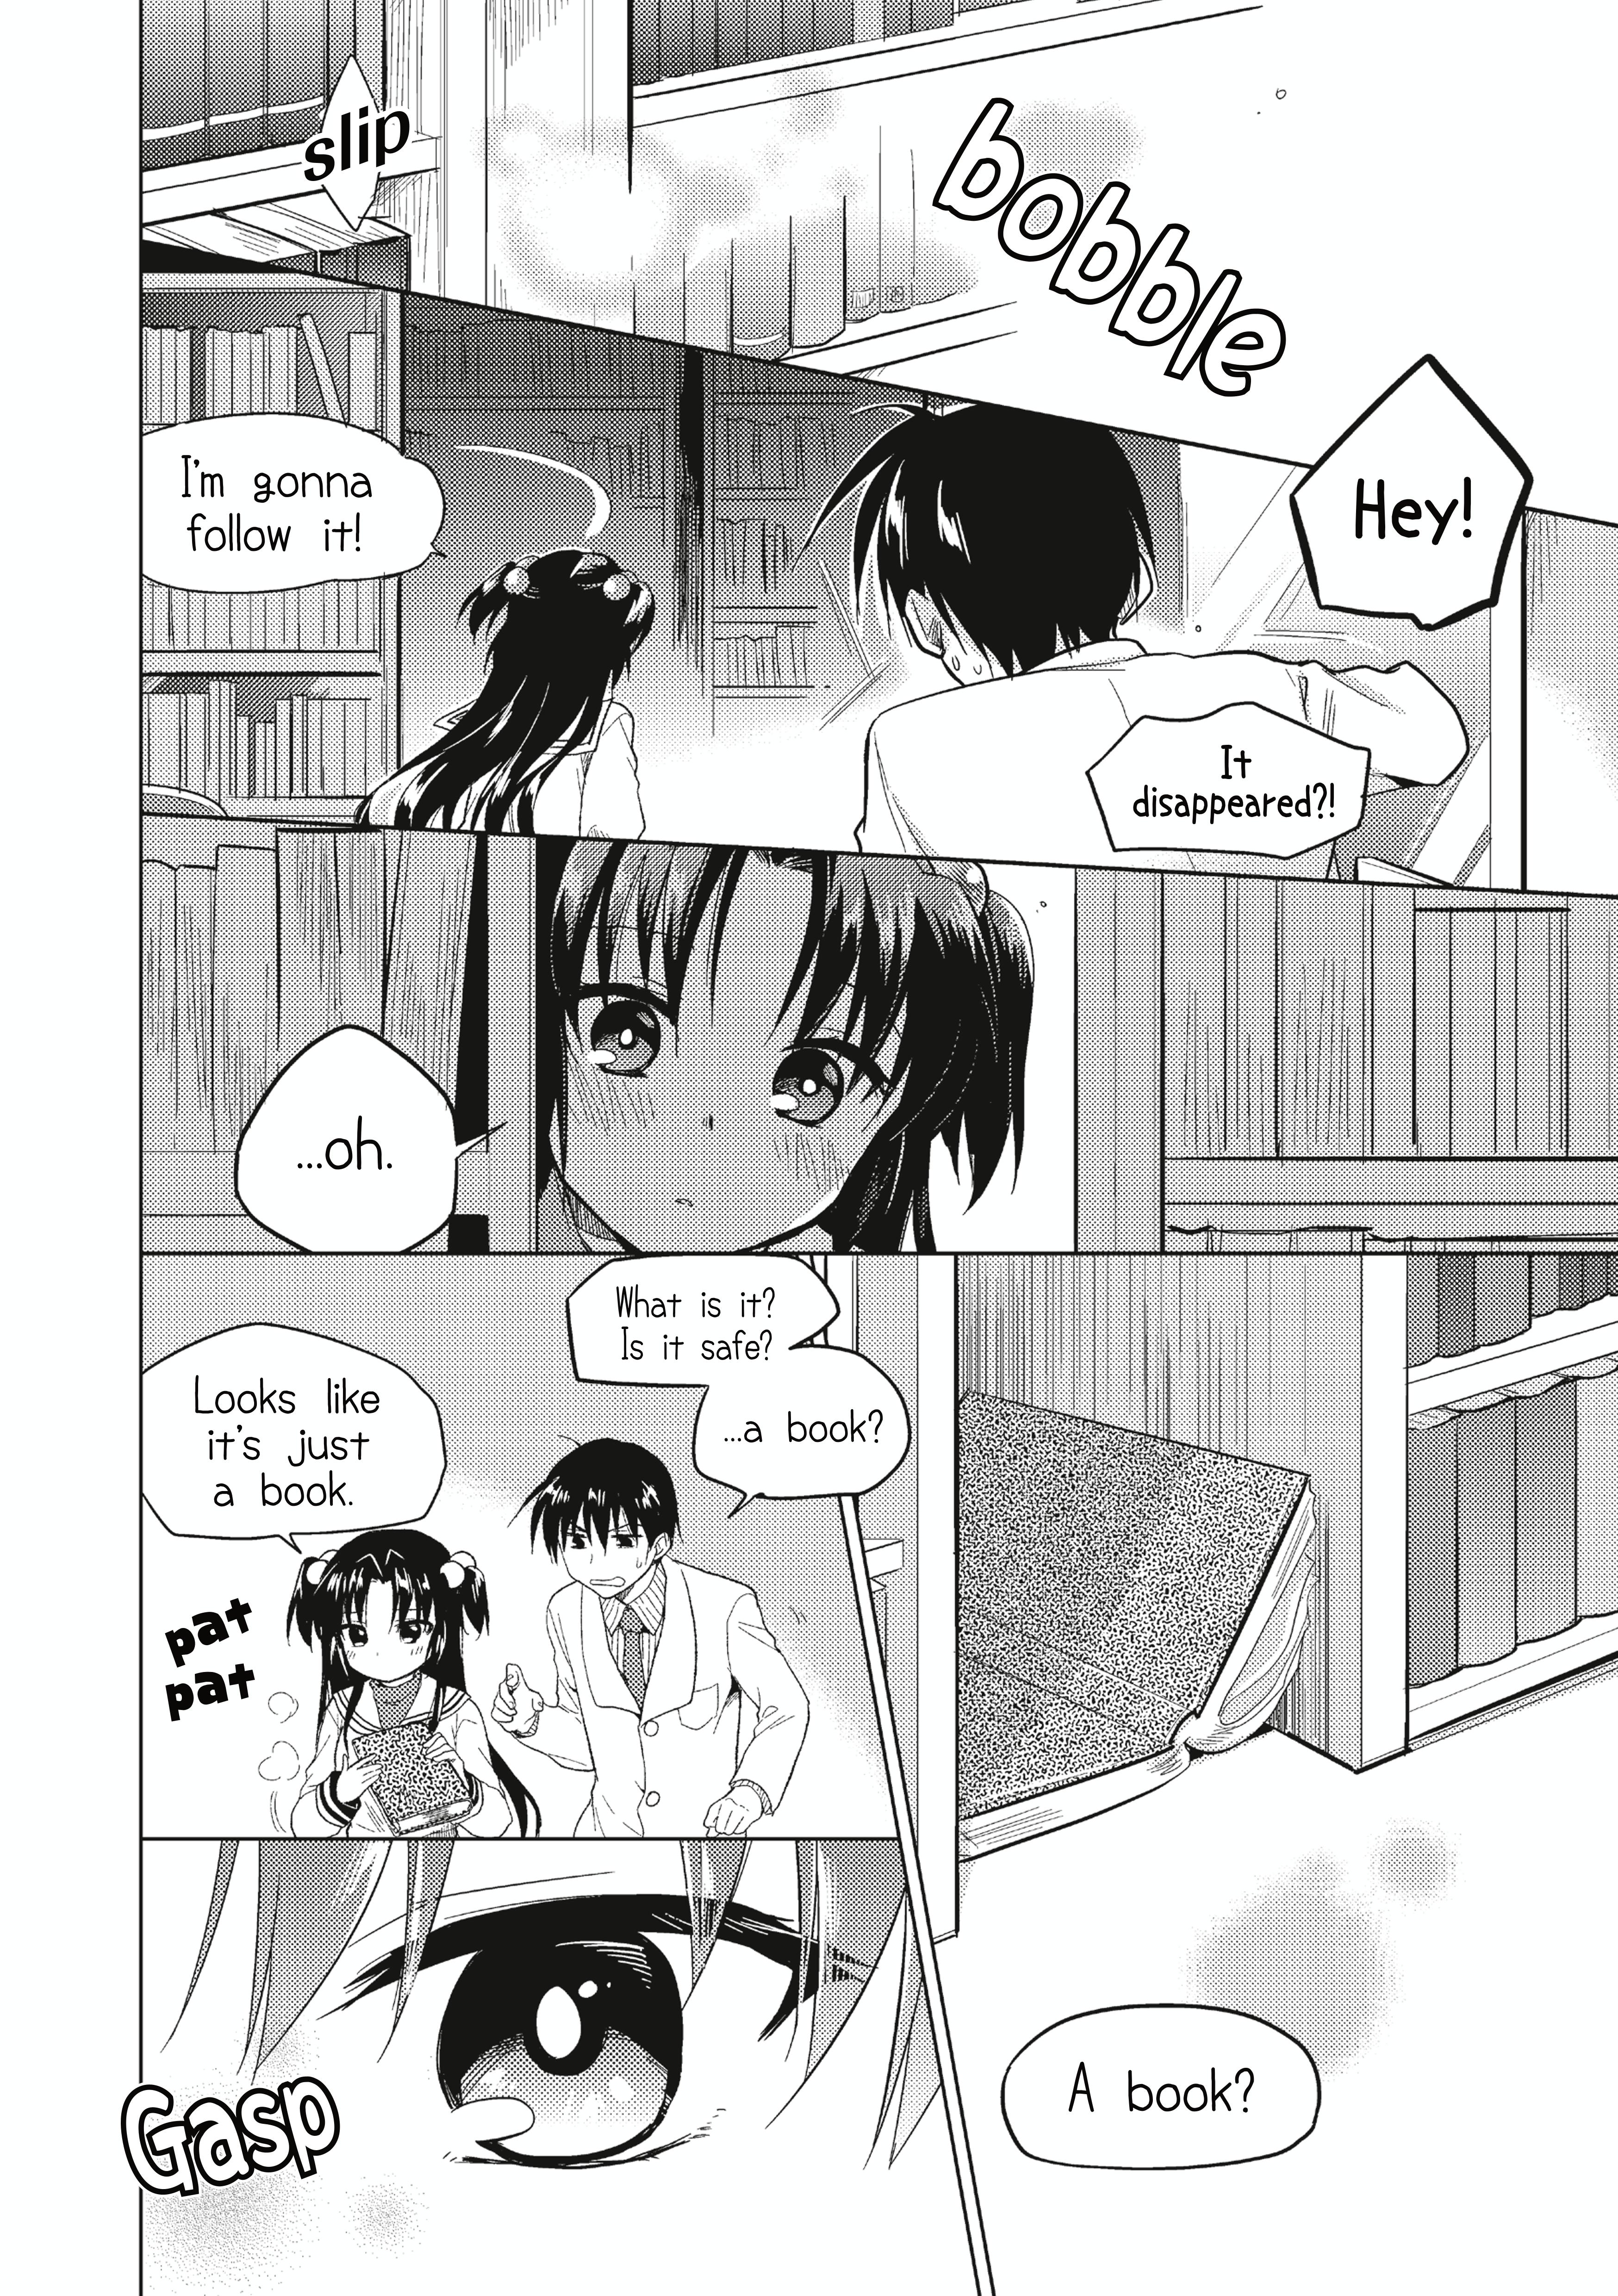 bobble
slip
Hey!
It
disappeared?!
I'm gonna
follow it!
...oh.
A book?
What is it?
Is it safe?
...a book?
Looks like
it's just
a book.
pat
pat
Gasp